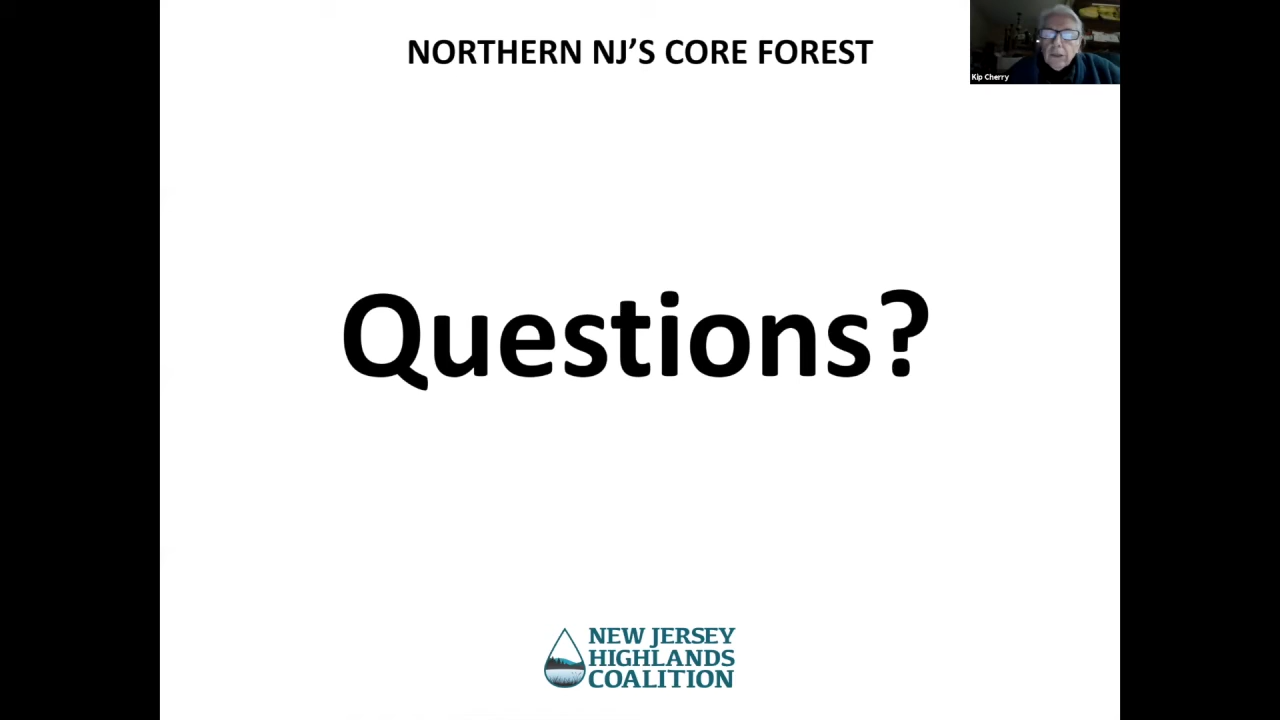 NORTHERN NJ’S CORE FOREST
Kip Cherry
Questions?
NEW JERSEY
HIGHLANDS
COALITION